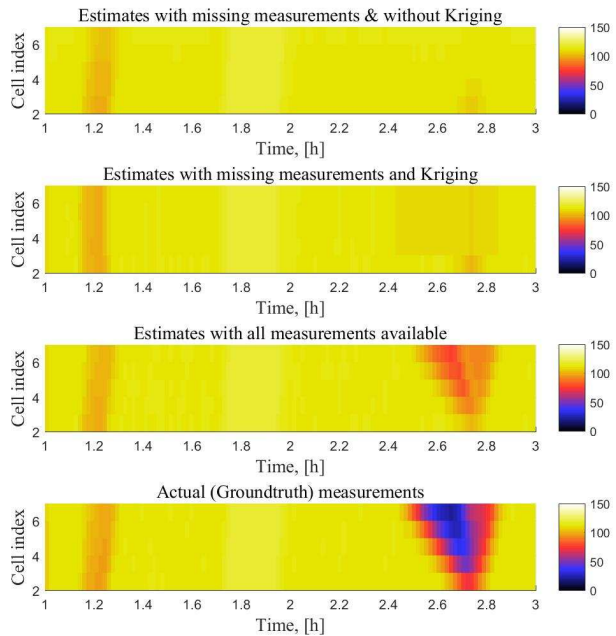 Estimates with missing measurements & without Kriging
Cell index
6
4
2
1 1.2 1.4 1.6 1.8 2 2.2 2.4 2.6 2.8 3
Time, [h]
150
100
50
0
Estimates with missing measurements and Kriging
Cell index
6
4
2
1 1.2 1.4 1.6 1.8 2 2.2 2.4 2.6 2.8 3
Time, [h]
150
100
50
0
Estimates with all measurements available
Cell index
6
4
2
1 1.2 1.4 1.6 1.8 2 2.2 2.4 2.6 2.8 3
Time, [h]
150
100
50
0
Actual (Groundtruth) measurements
Cell index
6
4
2
1 1.2 1.4 1.6 1.8 2 2.2 2.4 2.6 2.8 3
Time, [h]
150
100
50
0